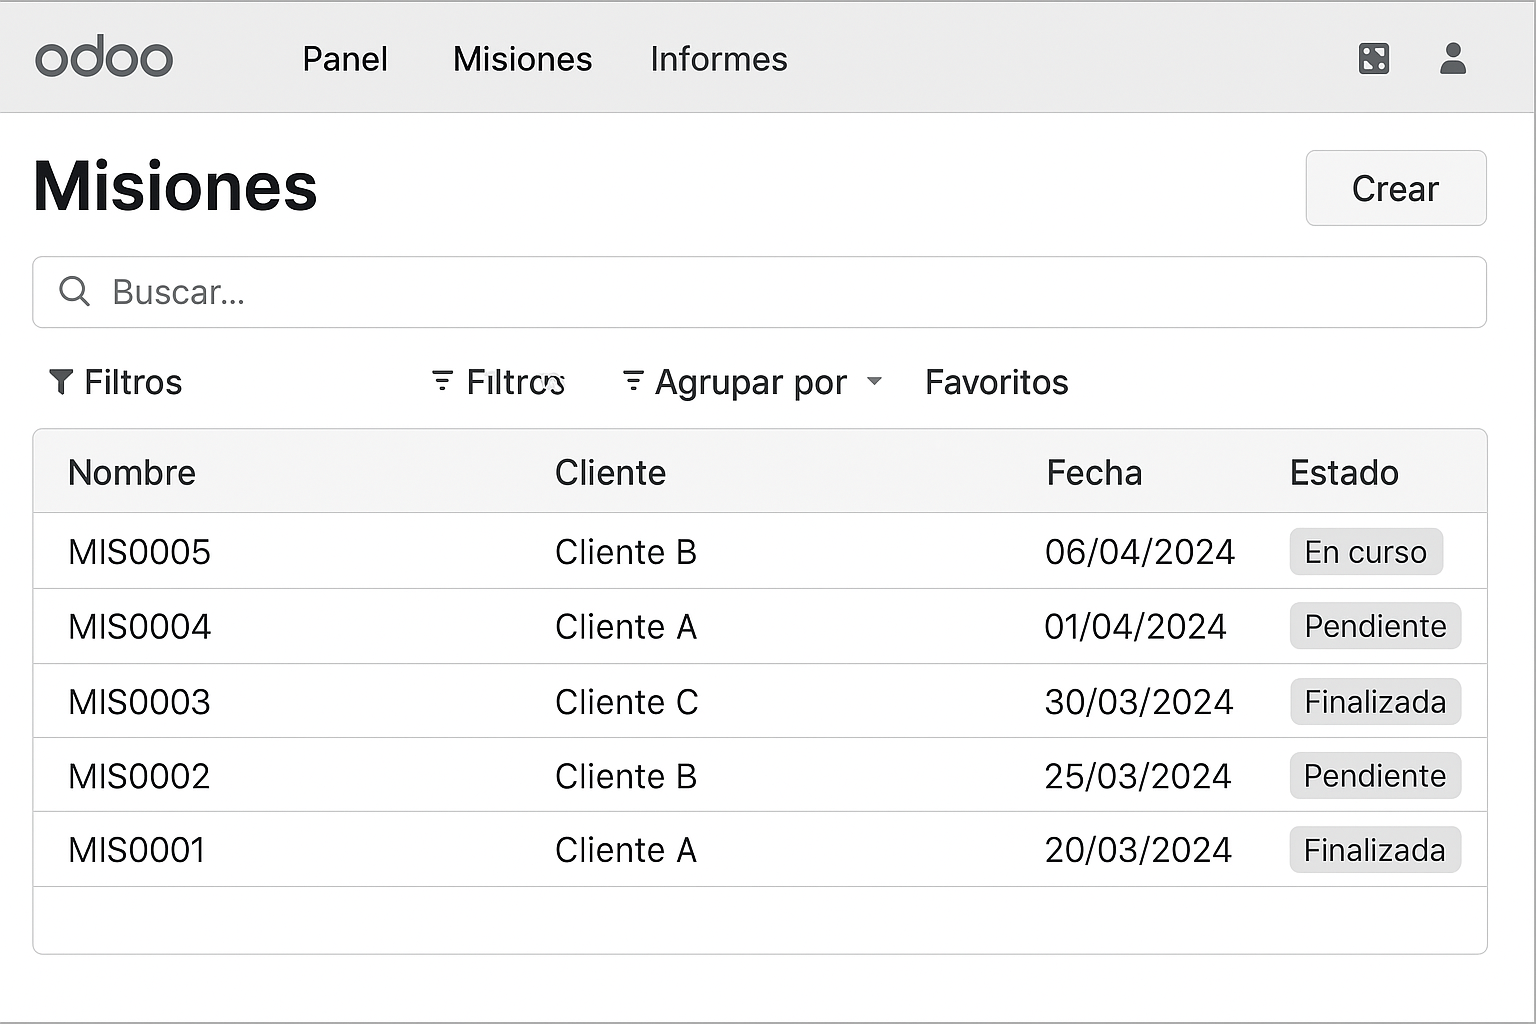 odoo Panel Misiones Informes
Misiones
Crear
Buscar...
Filtros Filtros Agrupar por Favoritos
Nombre Cliente Fecha Estado
MIS0005 Cliente B 06/04/2024 En curso
MIS0004 Cliente A 01/04/2024 Pendiente
MIS0003 Cliente C 30/03/2024 Finalizada
MIS0002 Cliente B 25/03/2024 Pendiente
MIS0001 Cliente A 20/03/2024 Finalizada